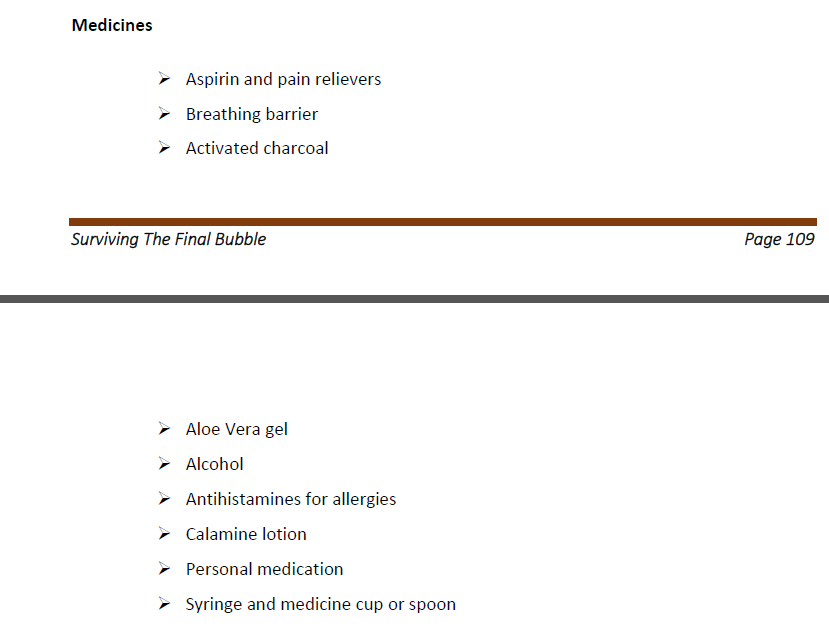 Medicines
➢ Aspirin and pain relievers
➢ Breathing barrier
➢ Activated charcoal
Surviving The Final Bubble Page 109
➢ Aloe Vera gel
➢ Alcohol
➢ Antihistamines for allergies
➢ Calamine lotion
➢ Personal medication
➢ Syringe and medicine cup or spoon